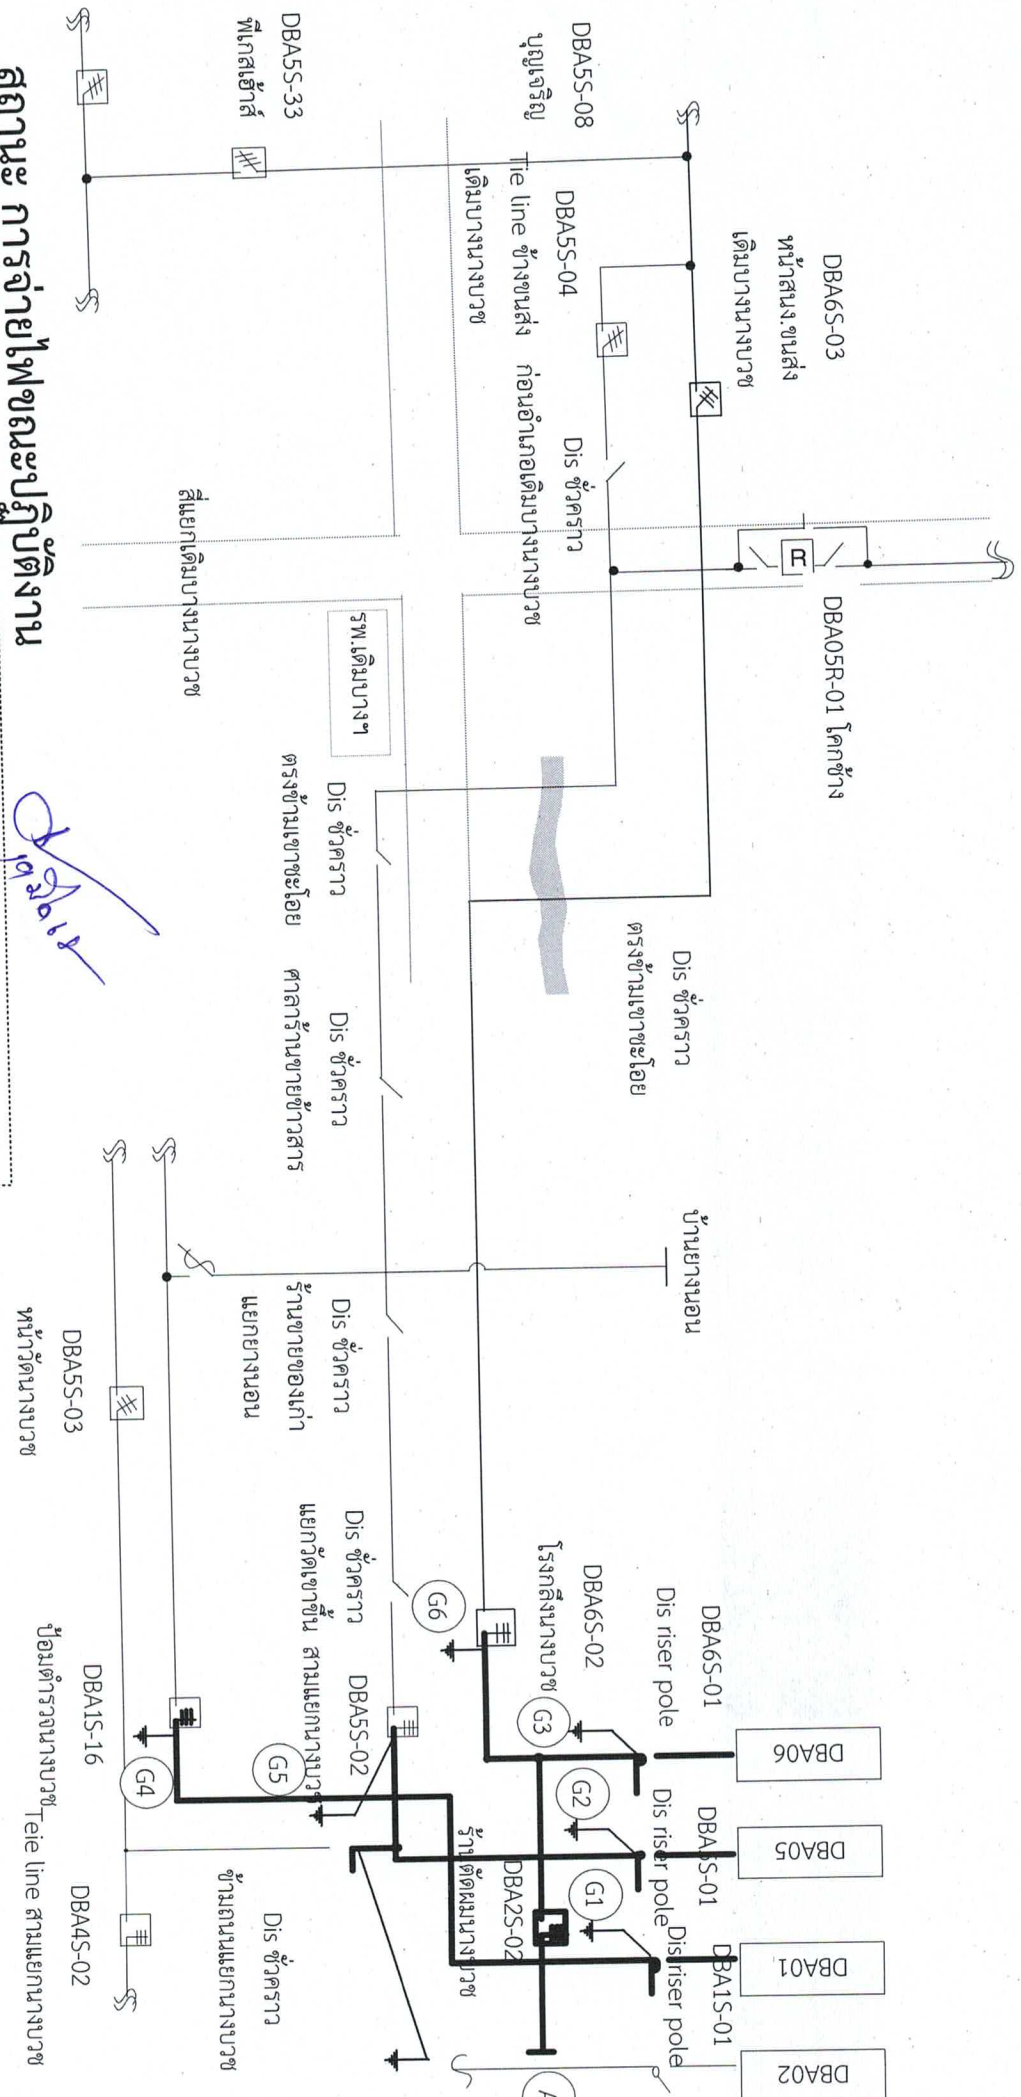 สถานะ การจ่ายไฟขณะปฏิบัติงาน
DBA5S-33
พีเกสเฮ้าส์
DBA5S-08
บุญเจริญ
DBA5S-04
Tie line ข้างขนส่ง ก่อนอำเภอเดิมบางนางบวช
เดิมบางนางบวช
DBA6S-03
หน้าสนง.ขนส่ง
เดิมบางนางบวช
Dis ชั่วคราว
R
DBA05R-01 โคกช้าง
สี่แยกเดิมบางนางบวช
รพ.เดิมบางฯ
Dis ชั่วคราว
ตรงข้ามเขาชะโอย
Dis ชั่วคราว
ตรงข้ามเขาชะโอย
Dis ชั่วคราว
ศาลาร้านขายข้าวสาร
บ้านยางนอน
Dis ชั่วคราว
ร้านขายของเก่า
แยกยางนอน
DBA5S-03
หน้าวัดนางบวช
Dis ชั่วคราว
แยกวัดเขาขึ้น สามแยกนางบวช
DBA5S-02
DBA6S-02
โรงกลึงนางบวช
DBA6S-01
Dis riser pole
DBA5S-01
Dis riser pole
DBA1S-01
Dis riser pole
DBA06
DBA05
DBA01
DBA02
G1
G2
G3
G4
G5
G6
A
DBA2S-02
ร้านตัดผมนางบวช
DBA1S-16
ป้อมตำรวจนางบวช
DBA4S-02
Teie line สามแยกนางบวช
Dis ชั่วคราว
ข้ามถนนแยกนางบวช